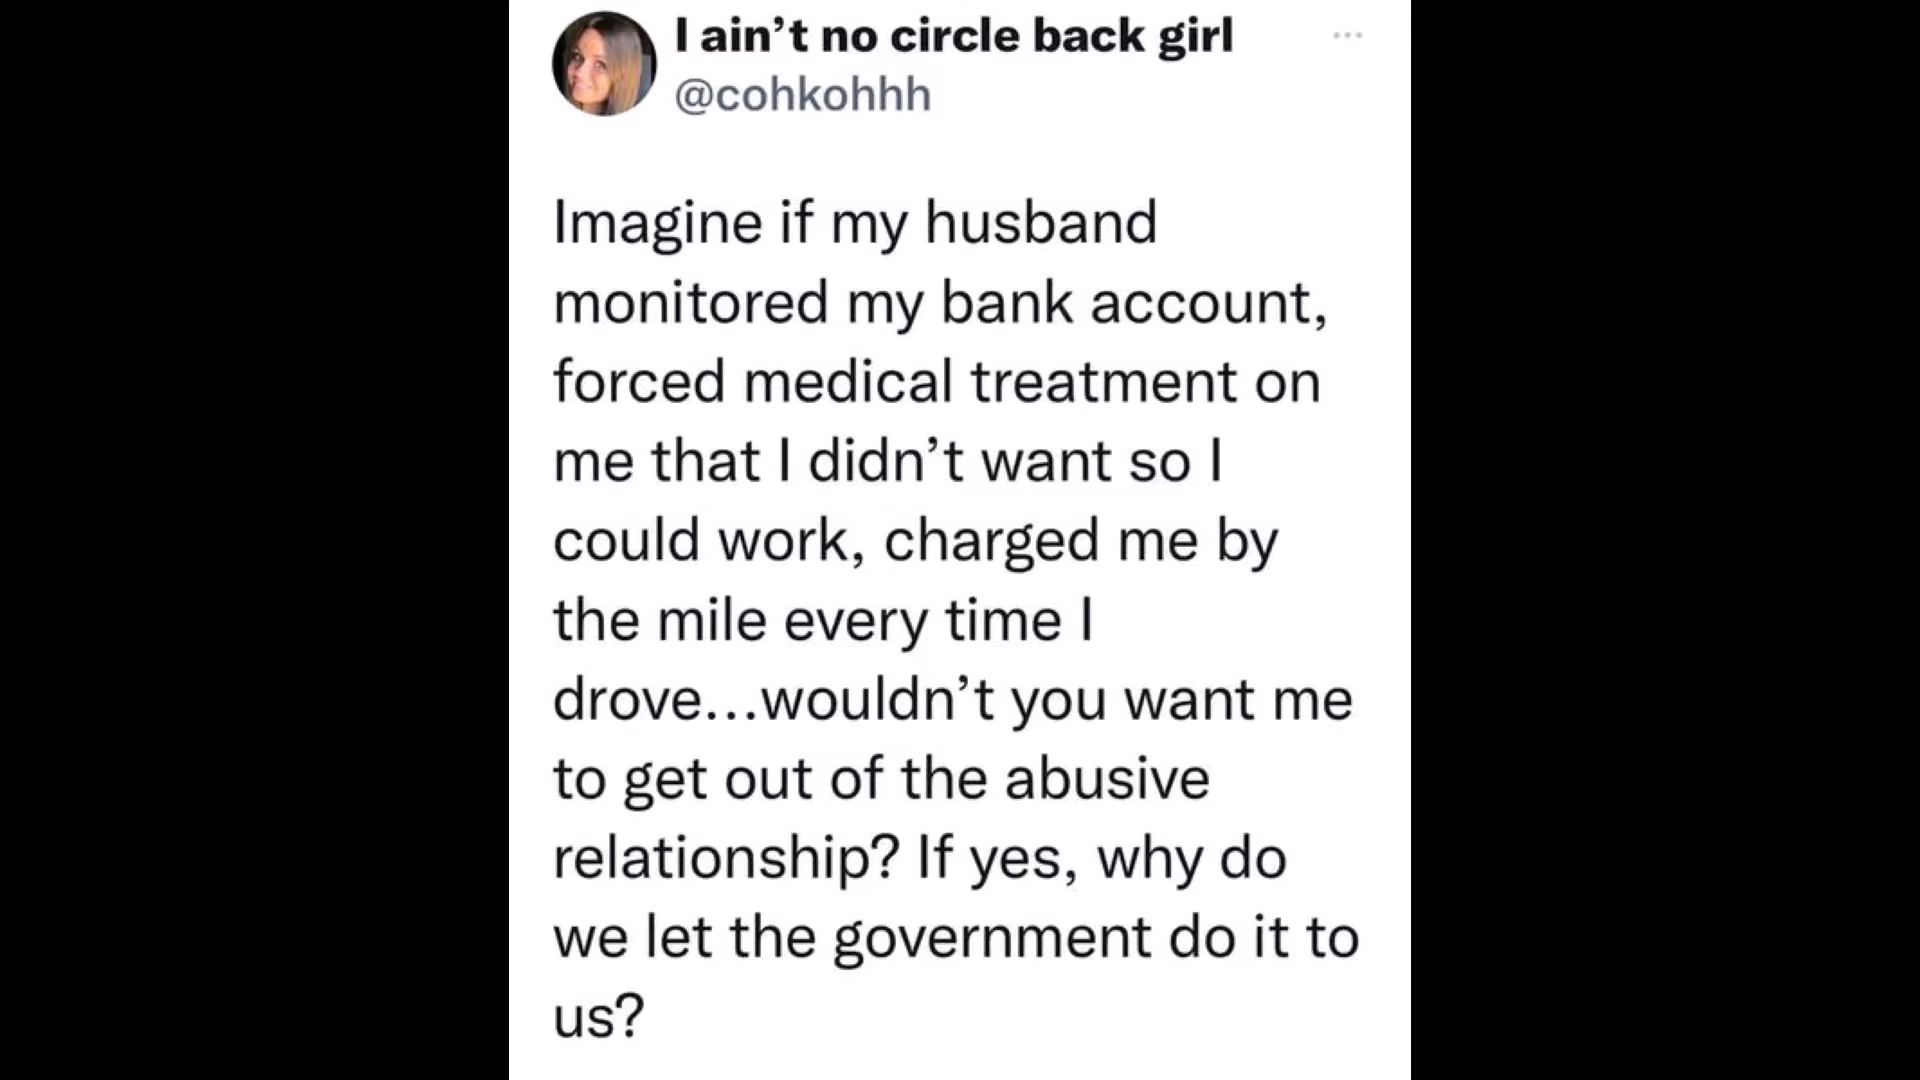 I ain’t no circle back girl
@cohkohhh
Imagine if my husband
monitored my bank account,
forced medical treatment on
me that I didn’t want so I
could work, charged me by
the mile every time I
drove...wouldn’t you want me
to get out of the abusive
relationship? If yes, why do
we let the government do it to
us?